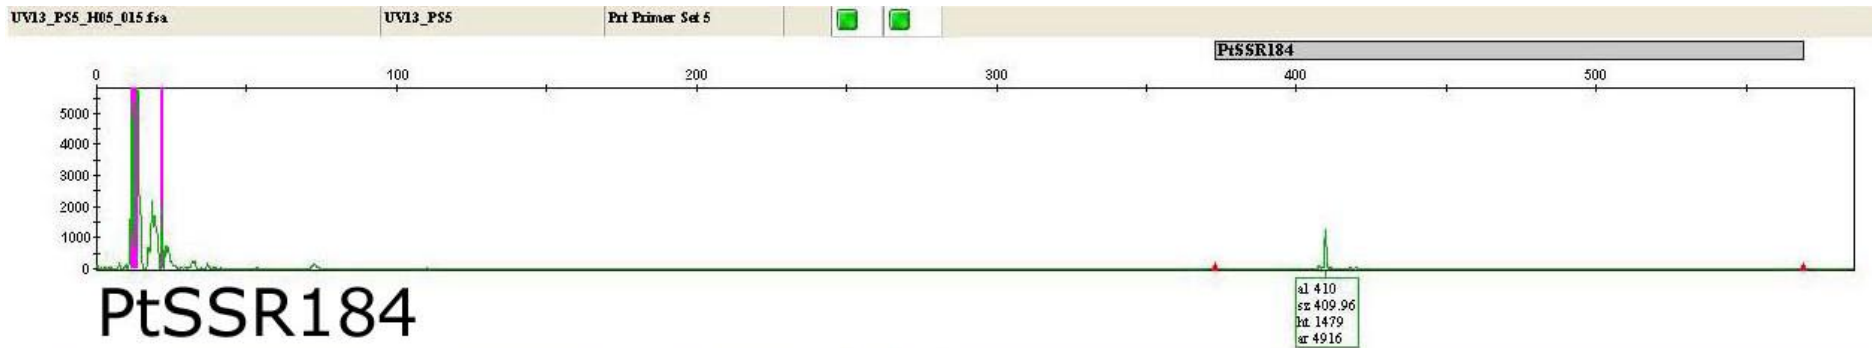 UV13_PS5_H05_015.fsa UV13_PS5 Prt Primer Set 5
PtSSR184
0 100 200 300 400 500
5000
4000
3000
2000
1000
0
al 410
sz 409.96
ht 1479
ar 4916
PtSSR184